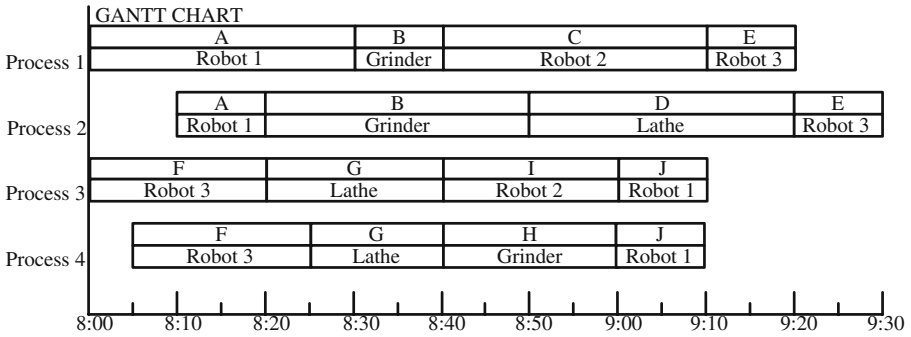 GANTT CHART
A B C E
Process 1 Robot 1 Grinder Robot 2 Robot 3
A B D E
Process 2 Robot 1 Grinder Lathe Robot 3
F G I J
Process 3 Robot 3 Lathe Robot 2 Robot 1
F G H J
Process 4 Robot 3 Lathe Grinder Robot 1
8:00 8:10 8:20 8:30 8:40 8:50 9:00 9:10 9:20 9:30